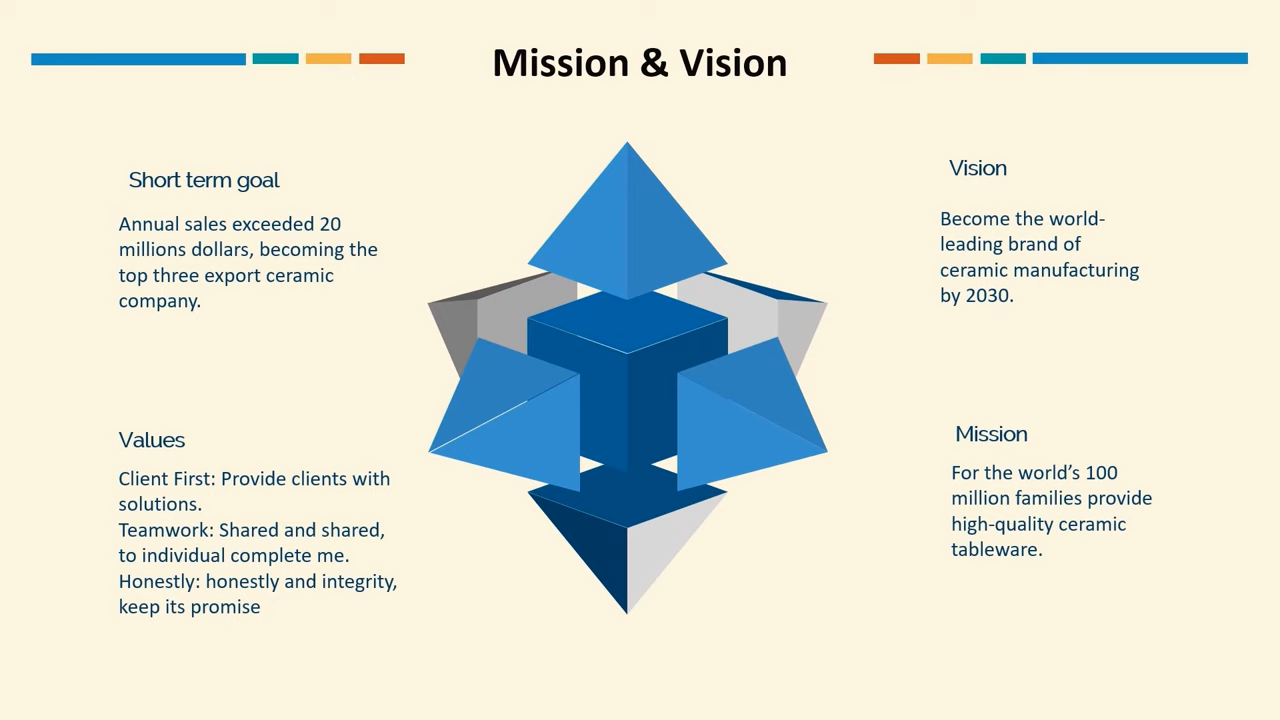 Mission & Vision
Short term goal
Annual sales exceeded 20
millions dollars, becoming the
top three export ceramic
company.
Values
Client First: Provide clients with
solutions.
Teamwork: Shared and shared,
to individual complete me.
Honestly: honestly and integrity,
keep its promise
Vision
Become the world-
leading brand of
ceramic manufacturing
by 2030.
Mission
For the world’s 100
million families provide
high-quality ceramic
tableware.